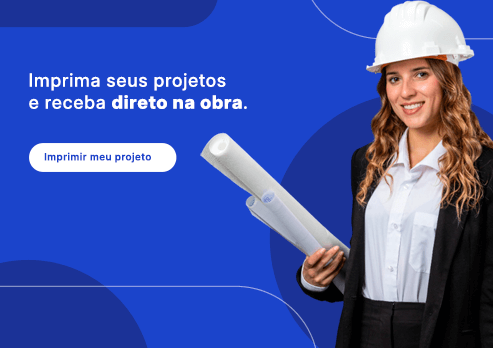 Imprima seus projetos
e receba direto na obra.
Imprimir meu projeto